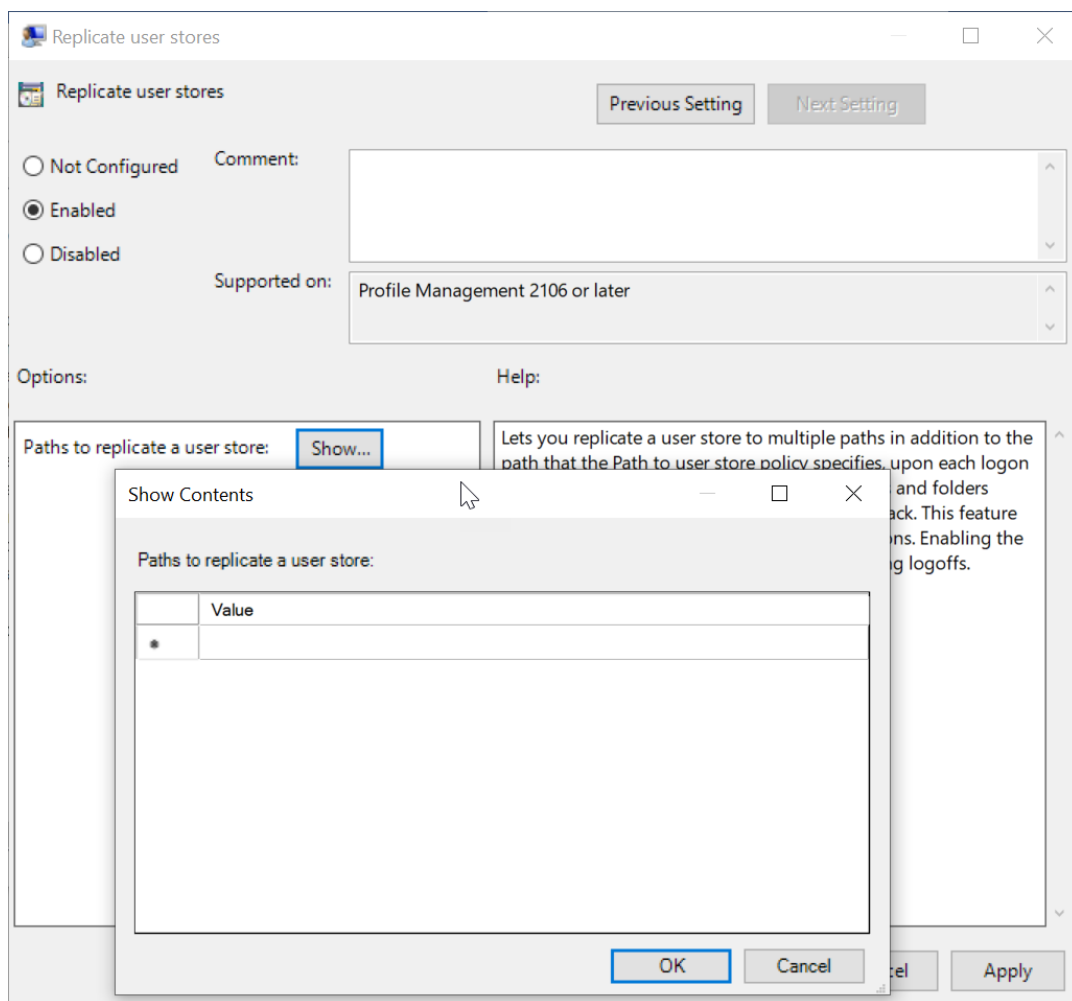 Replicate user stores
Replicate user stores
Previous Setting
Next Setting
Not Configured
Comment:
Enabled
Disabled
Supported on:
Profile Management 2106 or later
Options:
Help:
Paths to replicate a user store:
Show...
Lets you replicate a user store to multiple paths in addition to the
path that the Path to user store policy specifies, upon each logon
and folders
This feature
Enabling the
logoffs.
Show Contents
Paths to replicate a user store:
Value
OK
Cancel
Apply